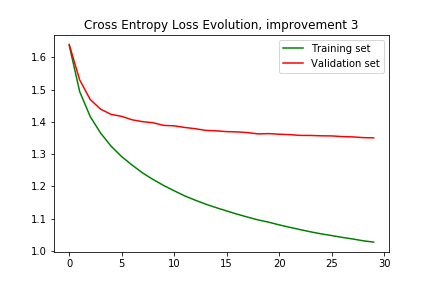 Cross Entropy Loss Evolution, improvement 3
Training set
Validation set
1.6
1.5
1.4
1.3
1.2
1.1
1.0
0 5 10 15 20 25 30